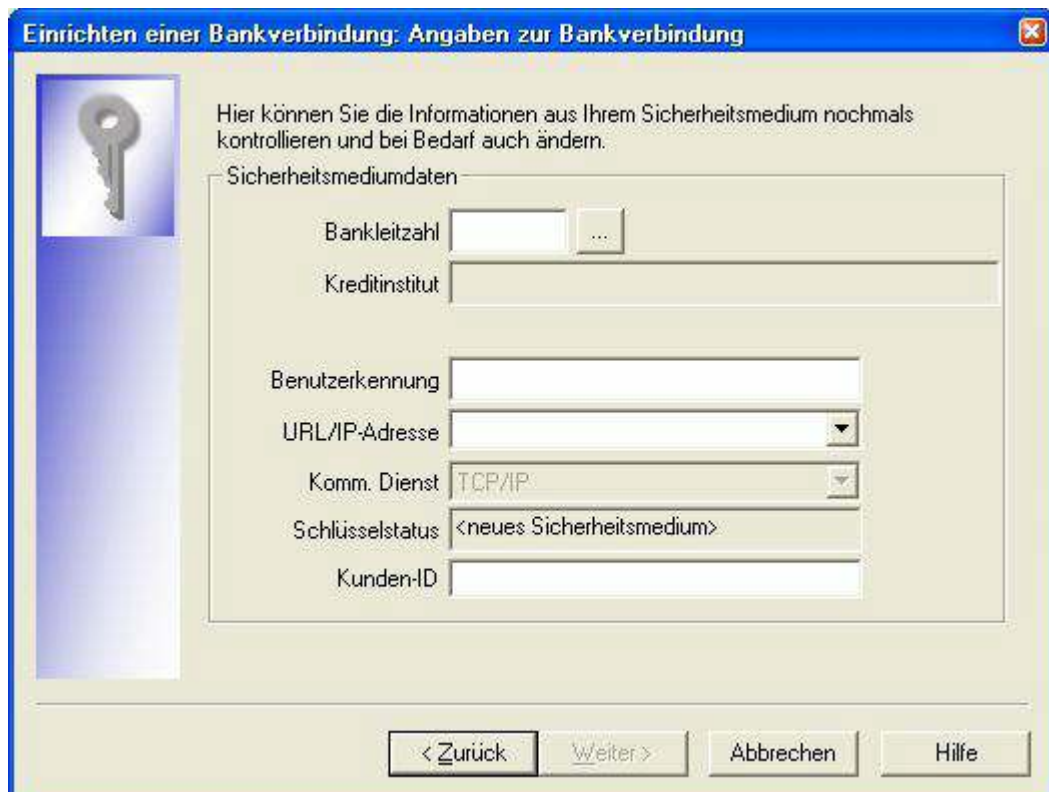 Einrichten einer Bankverbindung: Angaben zur Bankverbindung
Hier können Sie die Informationen aus Ihrem Sicherheitsmedium nochmals
kontrollieren und bei Bedarf auch ändern.
Sicherheitsmediumdaten
Bankleitzahl ...
Kreditinstitut
Benutzerkennung
URL/IP-Adresse
Komm. Dienst TCP/IP
Schlüsselstatus <neues Sicherheitsmedium>
Kunden-ID
< Zurück Weiter > Abbrechen Hilfe